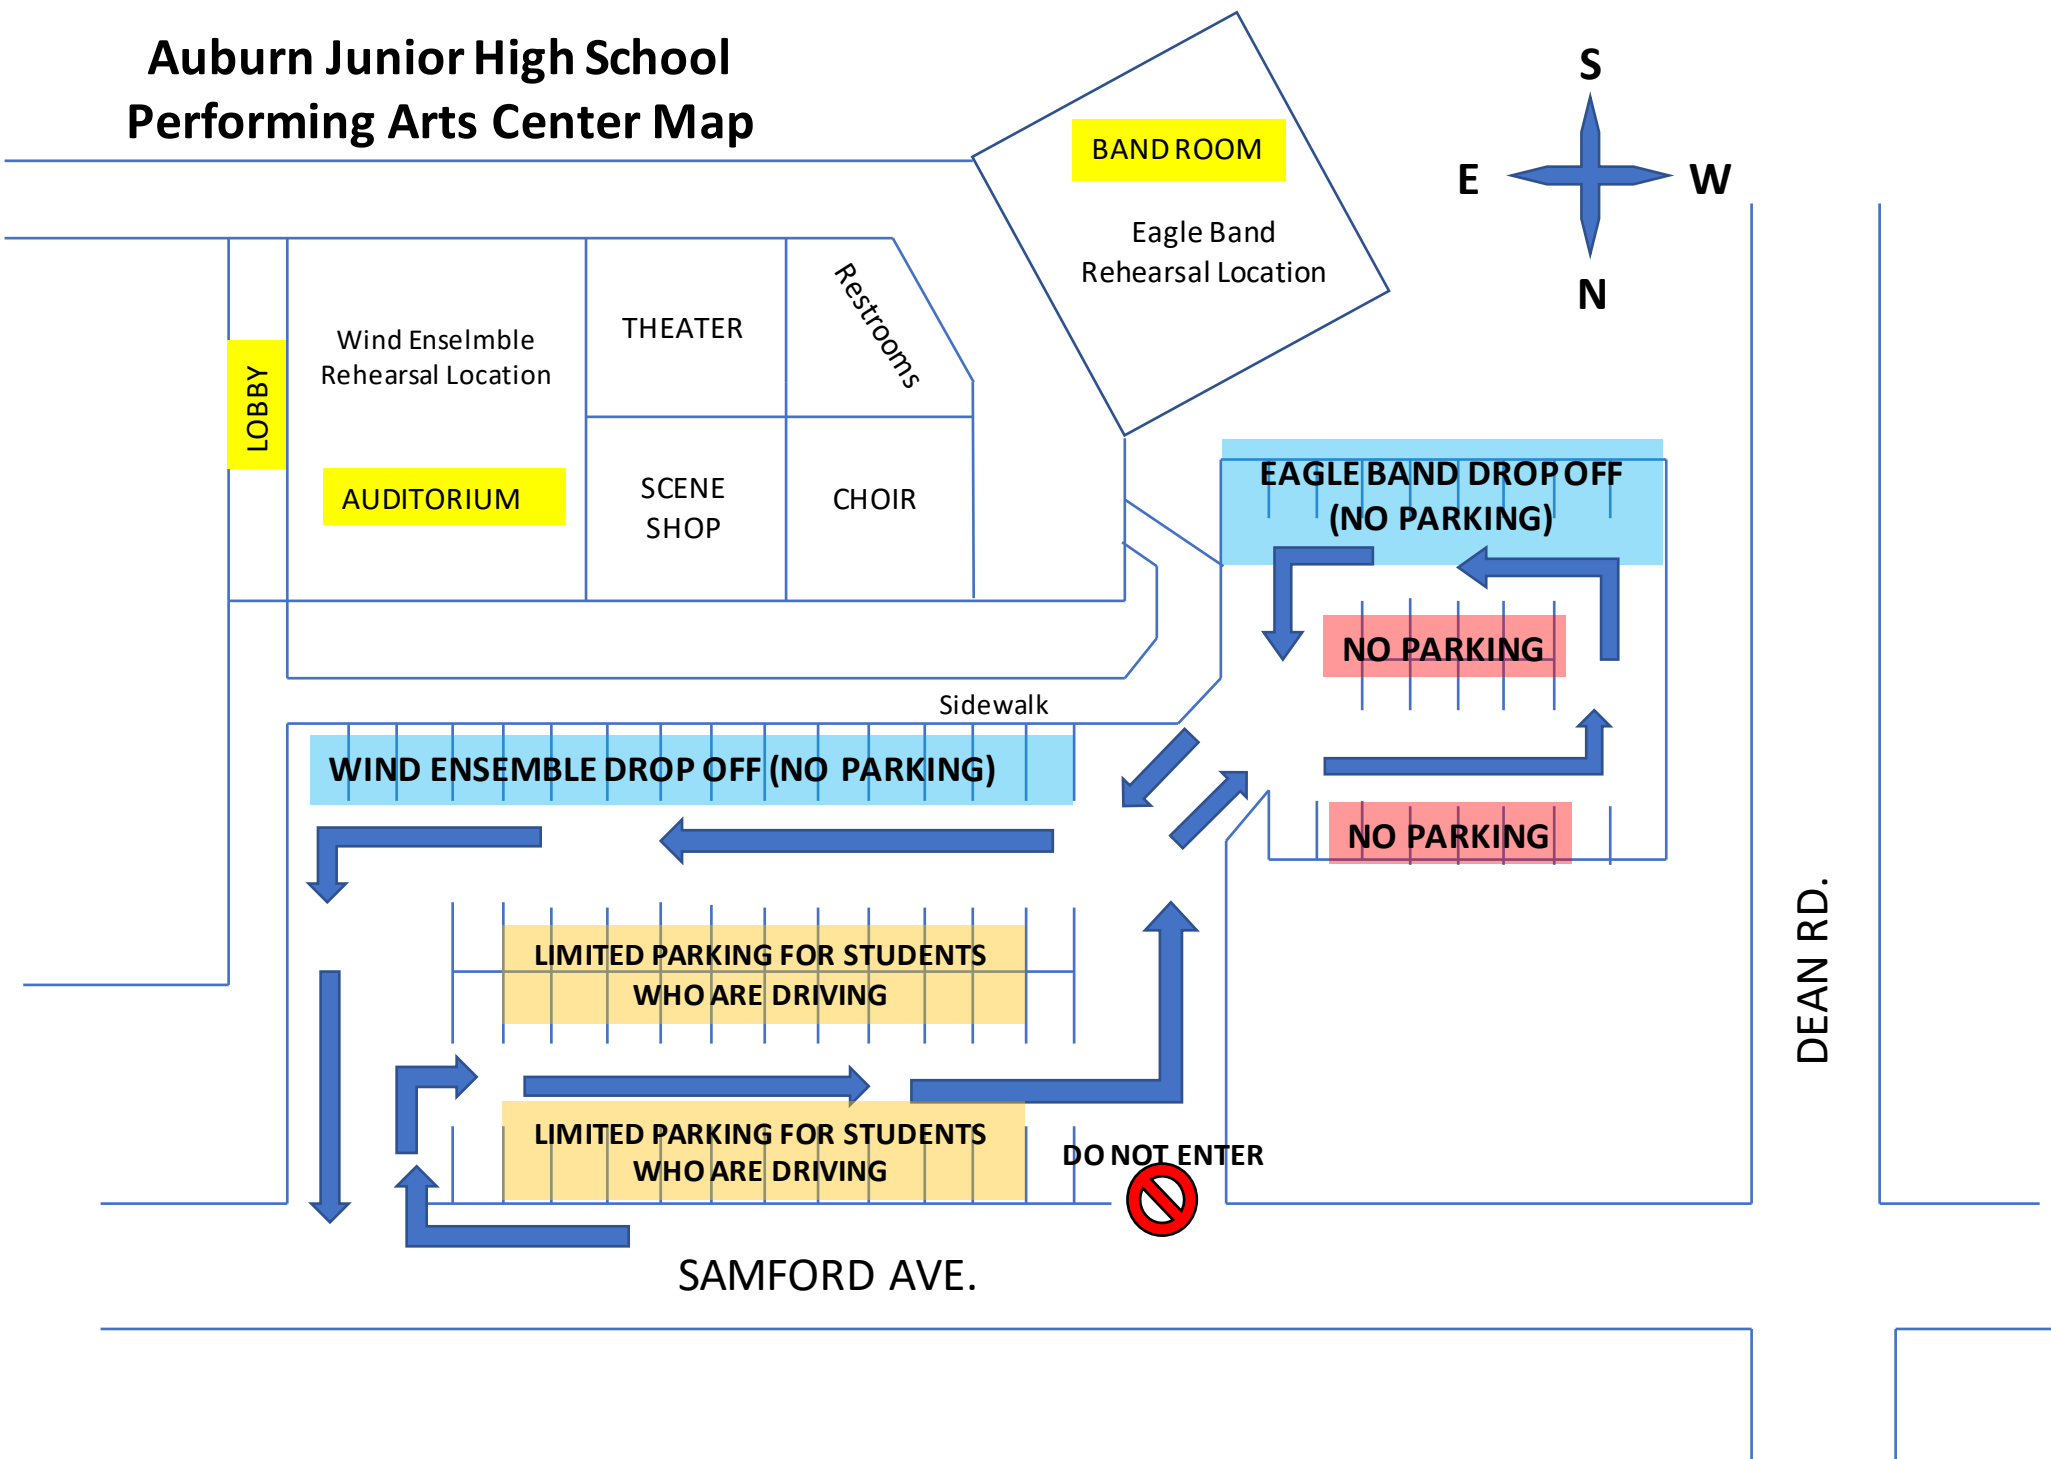 Auburn Junior High School
Performing Arts Center Map
S
E
W
N
BAND ROOM
Eagle Band
Rehearsal Location
Wind Enselmble
Rehearsal Location
THEATER
Restrooms
LOBBY
AUDITORIUM
SCENE
SHOP
CHOIR
EAGLE BAND DROP OFF
(NO PARKING)
NO PARKING
Sidewalk
WIND ENSEMBLE DROP OFF (NO PARKING)
NO PARKING
LIMITED PARKING FOR STUDENTS
WHO ARE DRIVING
DEAN RD.
LIMITED PARKING FOR STUDENTS
WHO ARE DRIVING
DO NOT ENTER
SAMFORD AVE.